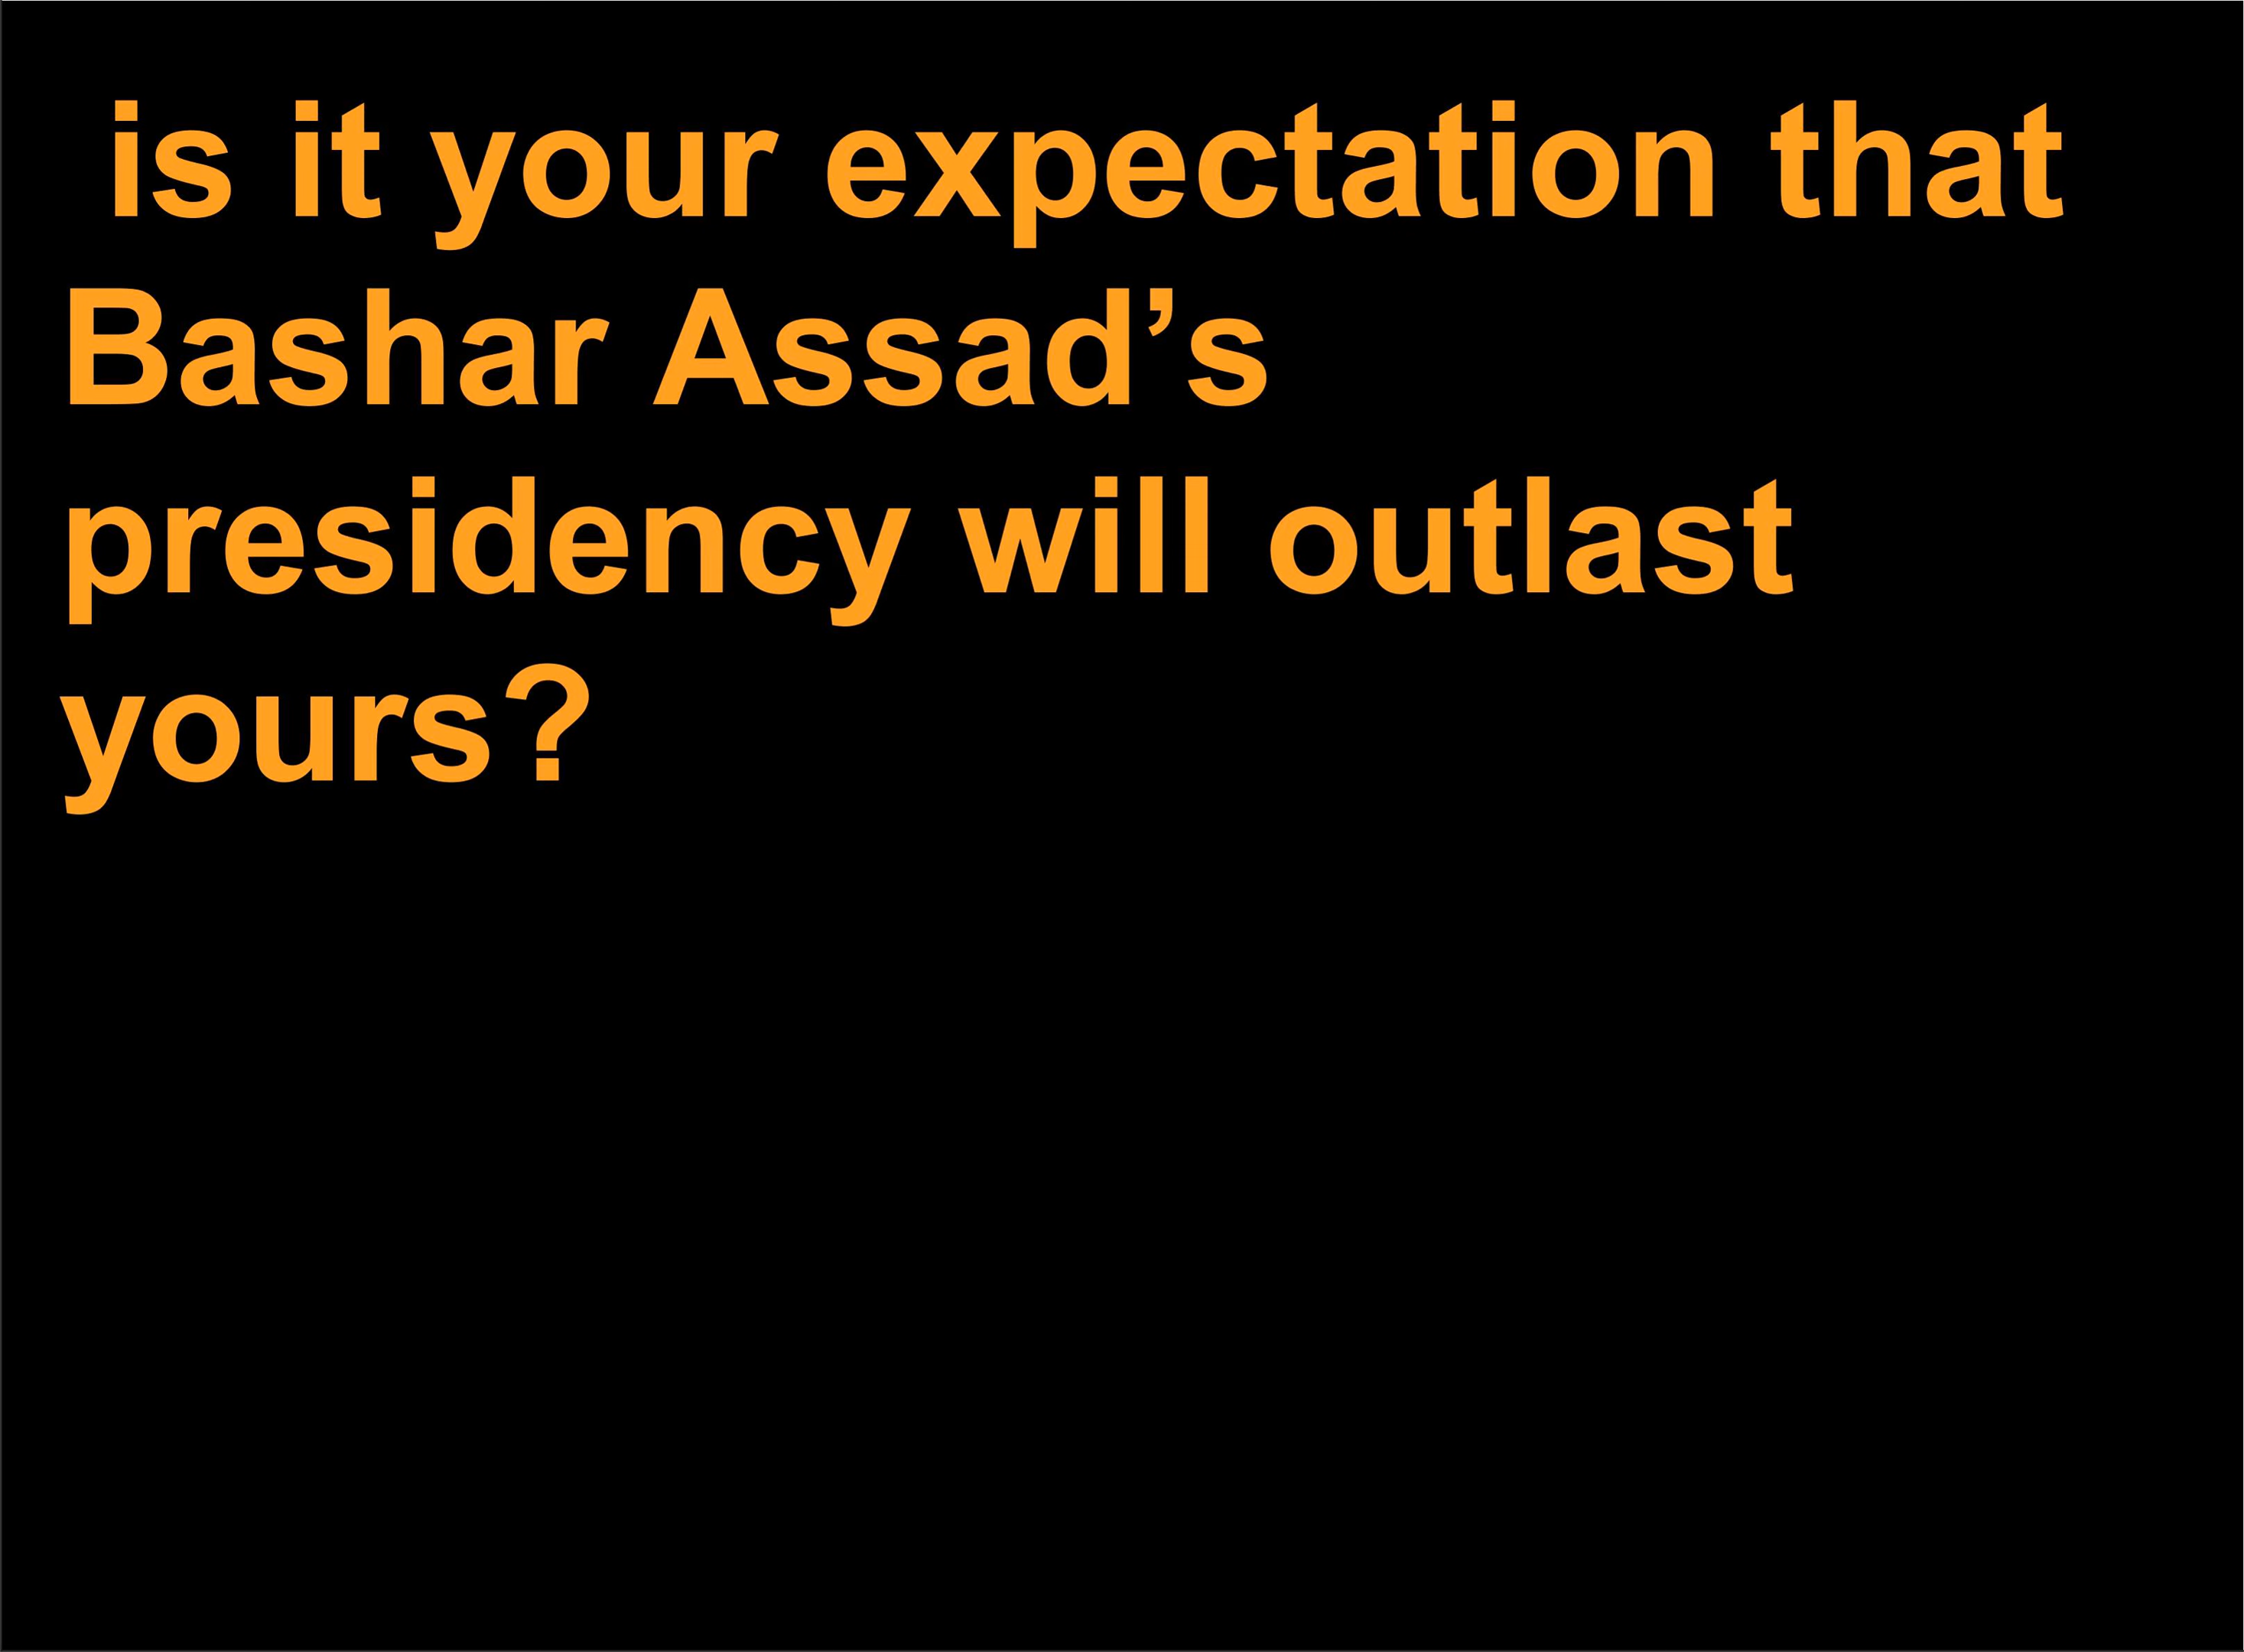 is it your expectation that
Bashar Assad’s
presidency will outlast
yours?